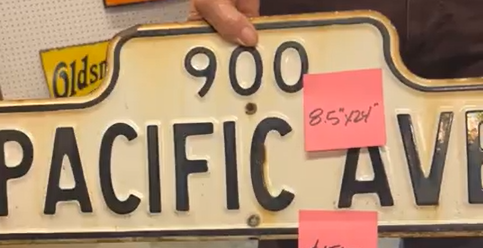 900
Oldsm
8.5"x24"
PACIFIC AVE